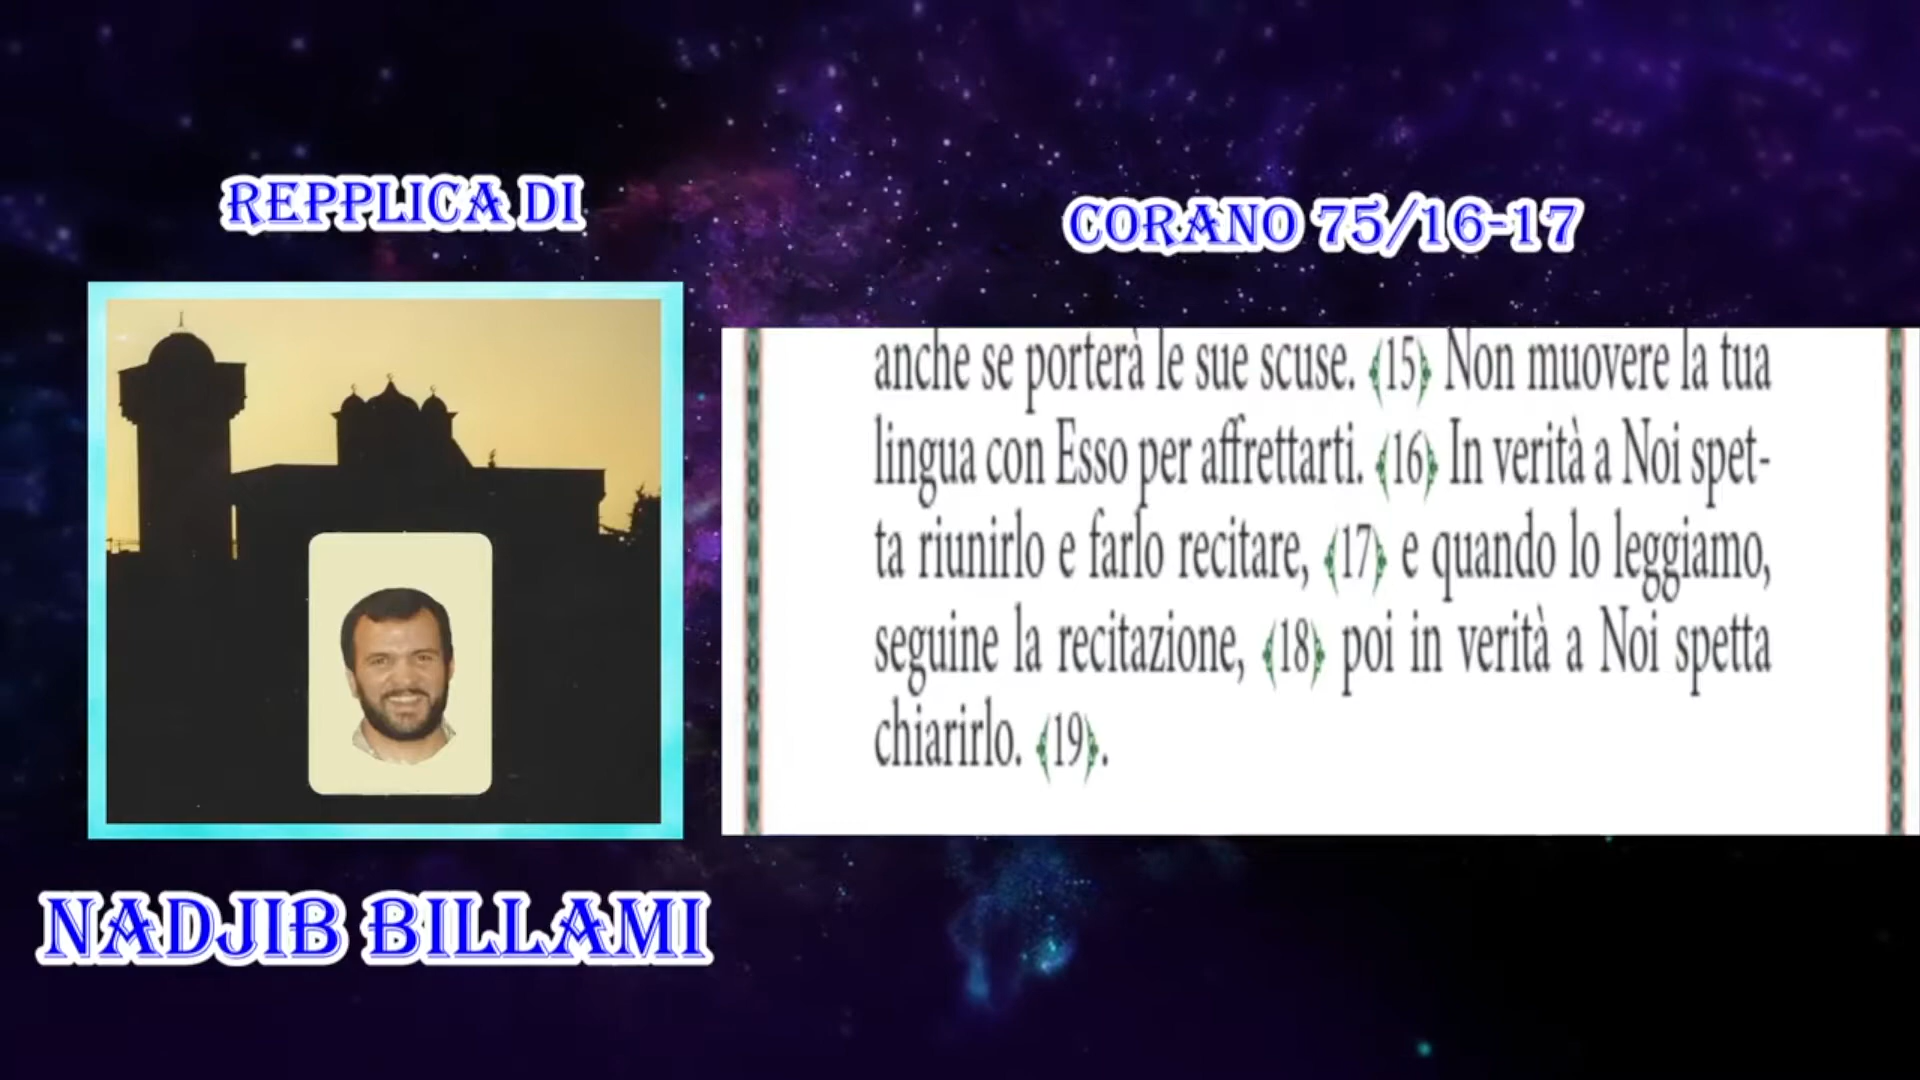 REPPLICA DI
NADJIB BILLAMI
CORANO 75/16-17
anche se porterà le sue scuse. ﴾15﴿ Non muovere la tua
lingua con Esso per affrettarti. ﴾16﴿ In verità a Noi spet-
ta riunirlo e farlo recitare, ﴾17﴿ e quando lo leggiamo,
seguine la recitazione, ﴾18﴿ poi in verità a Noi spetta
chiarirlo. ﴾19﴿.